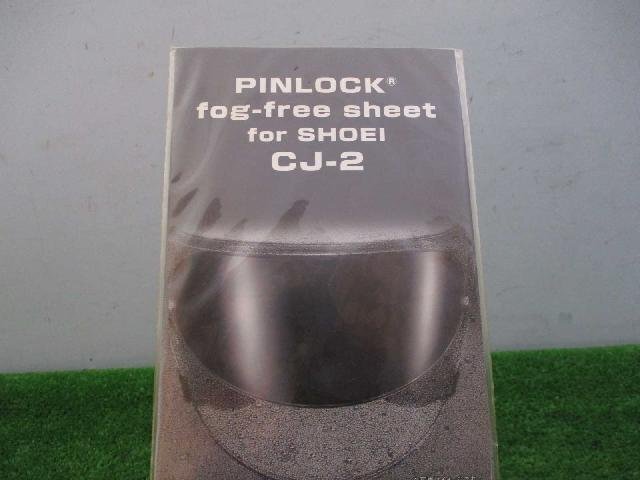 PINLOCK®
fog-free sheet
for SHOEI
CJ-2